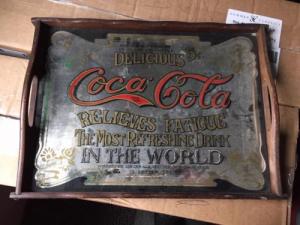 DELICIOUS
Coca-Cola
RELIEVES FATIGUE
THE MOST REFRESHING DRINK
IN THE WORLD